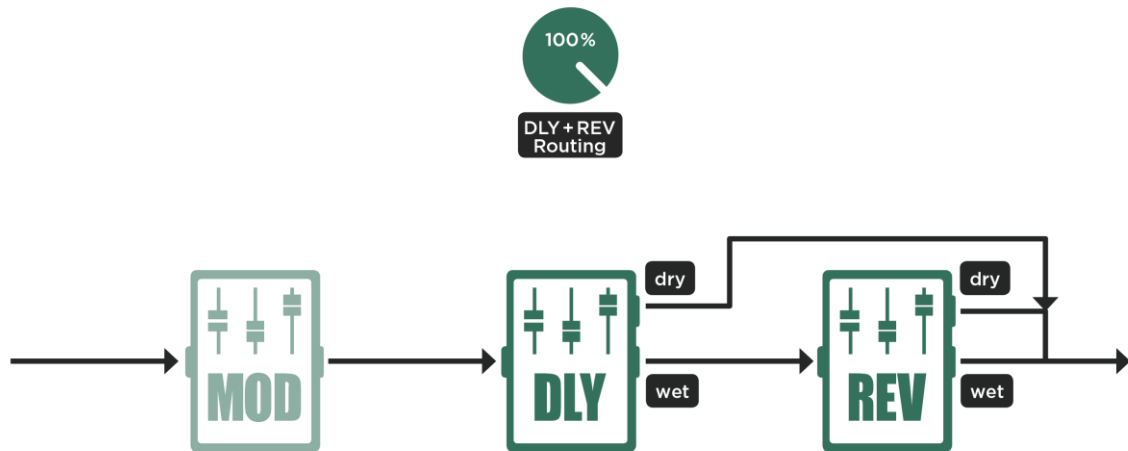 100%
DLY + REV
Routing
dry
dry
MOD
DLY
REV
wet
wet